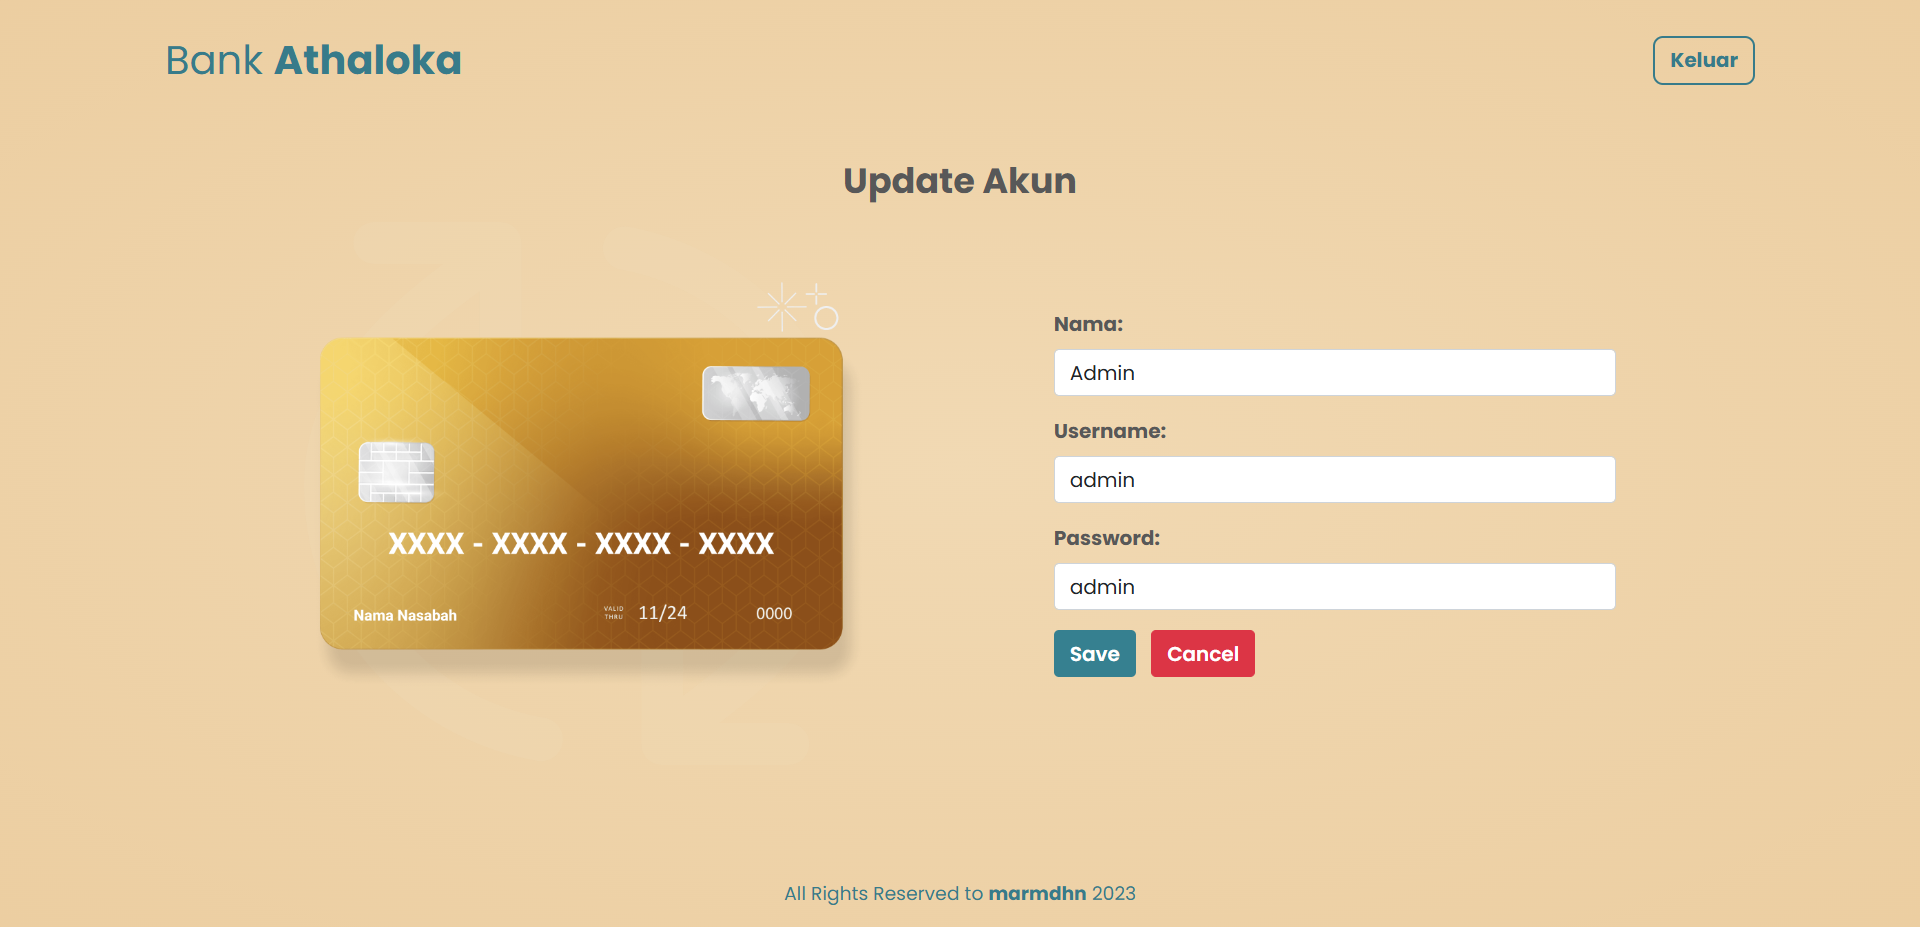 Bank Athaloka
Keluar
Update Akun
XXXX - XXXX - XXXX - XXXX
Nama Nasabah
VALID
THRU
11/24
0000
Nama:
Admin
Username:
admin
Password:
admin
Save
Cancel
All Rights Reserved to marmdhn 2023